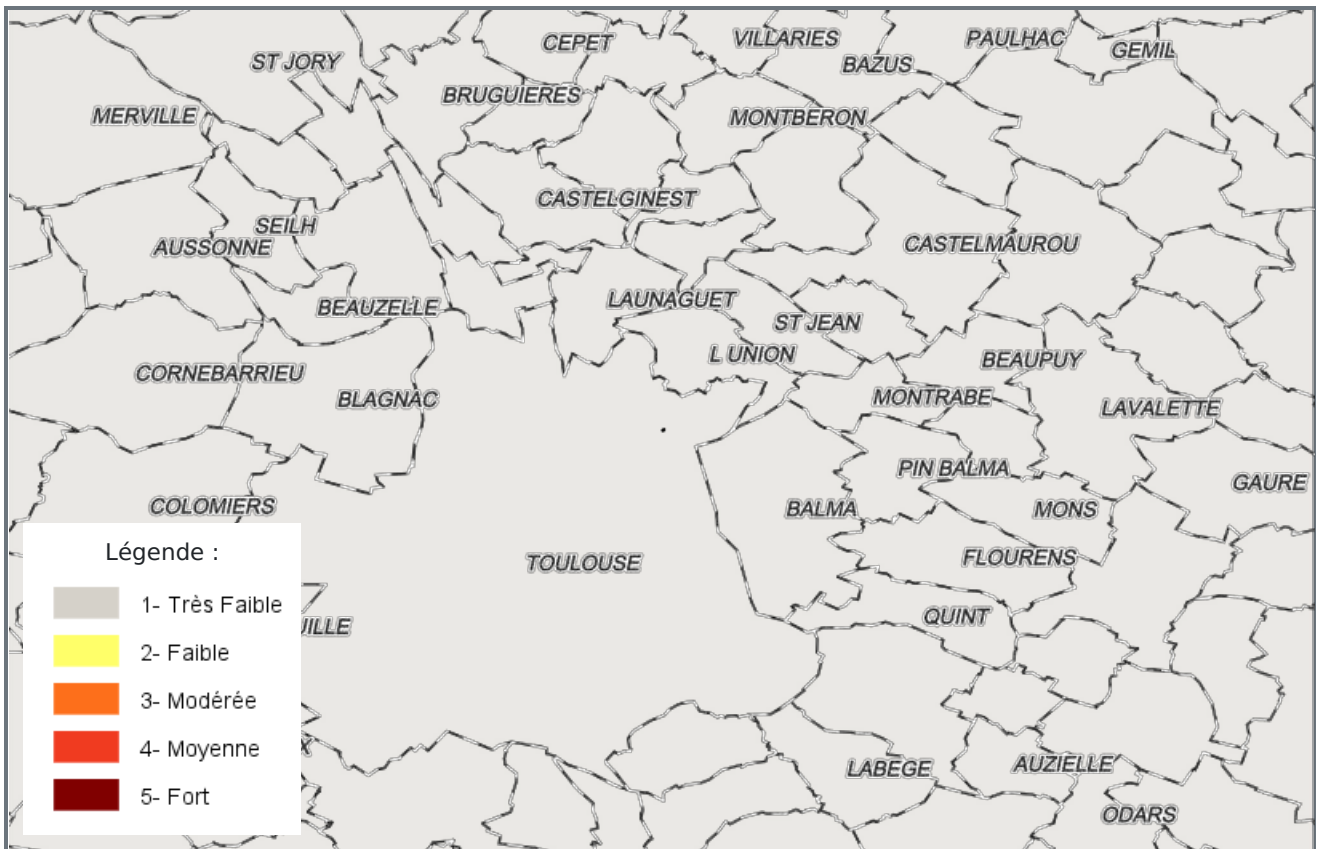 CEPET
VILLARIES
PAULHAC
GEMIL
ST JORY
BAZUS
BRUGUIERES
MERVILLE
MONTBERON
CASTELGINEST
SEILH
AUSSONNE
CASTELMAUROU
BEAUZELLE
LAUNAGUET
ST JEAN
L UNION
BEAUPUY
CORNEBARRIEU
BLAGNAC
MONTRABE
LAVALETTE
PIN BALMA
GAURE
COLOMIERS
BALMA
MONS
TOULOUSE
FLOURENS
QUINT
UILLE
LABEGE
AUZIELLE
ODARS
Légende :
1- Très Faible
2- Faible
3- Modérée
4- Moyenne
5- Fort